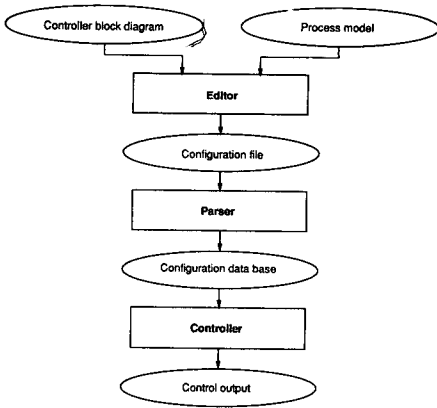 Controller block diagram
Process model
Editor
Configuration file
Parser
Configuration data base
Controller
Control output